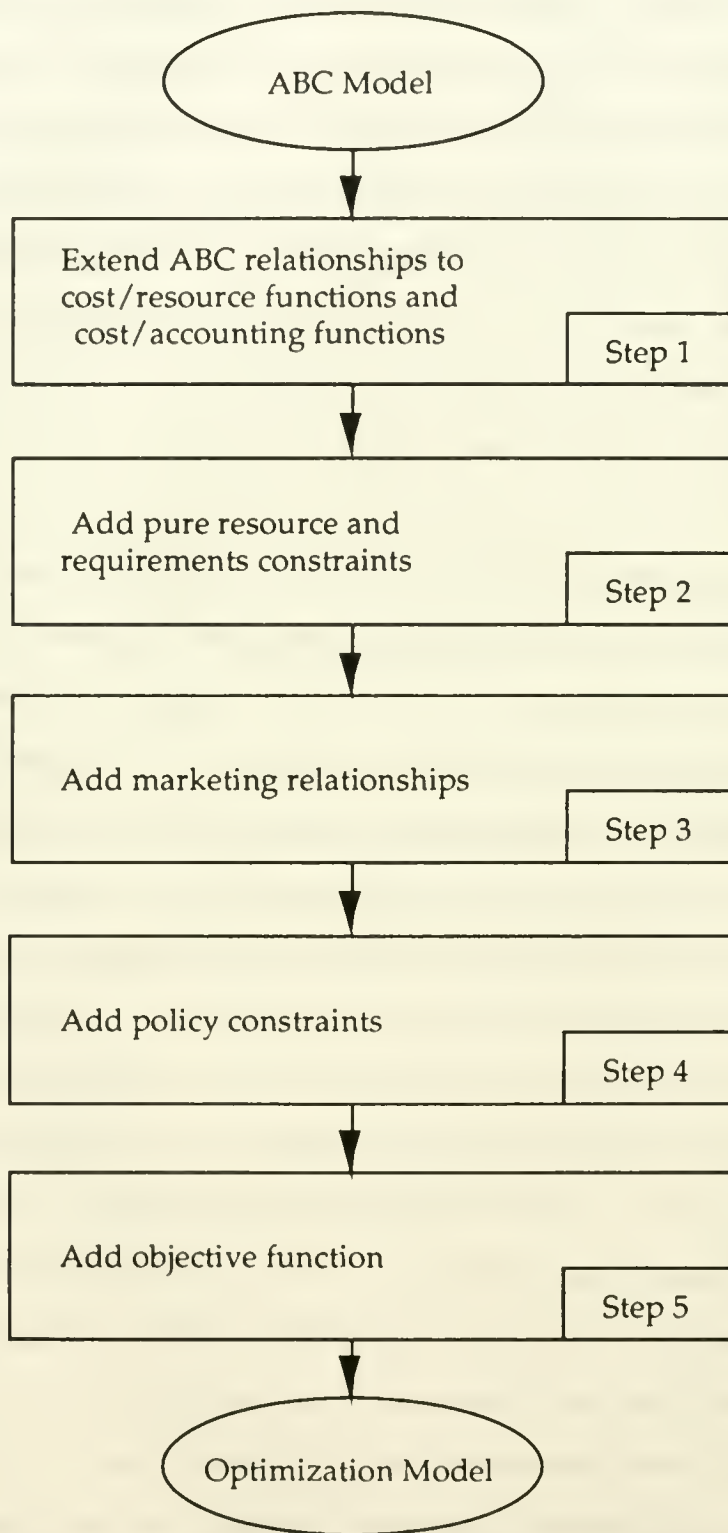 ABC Model
Extend ABC relationships to
cost/resource functions and
cost/accounting functions
Step 1
Add pure resource and
requirements constraints
Step 2
Add marketing relationships
Step 3
Add policy constraints
Step 4
Add objective function
Step 5
Optimization Model